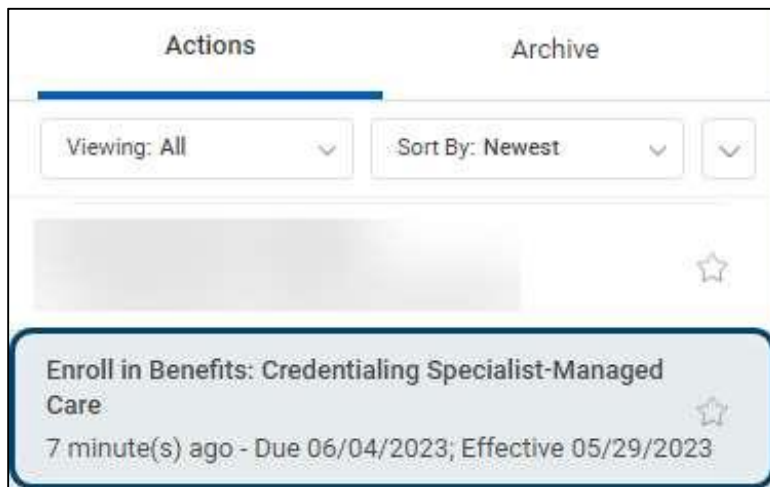 Actions Archive
Viewing: All Sort By: Newest
Enroll in Benefits: Credentialing Specialist-Managed
Care
7 minute(s) ago - Due 06/04/2023; Effective 05/29/2023